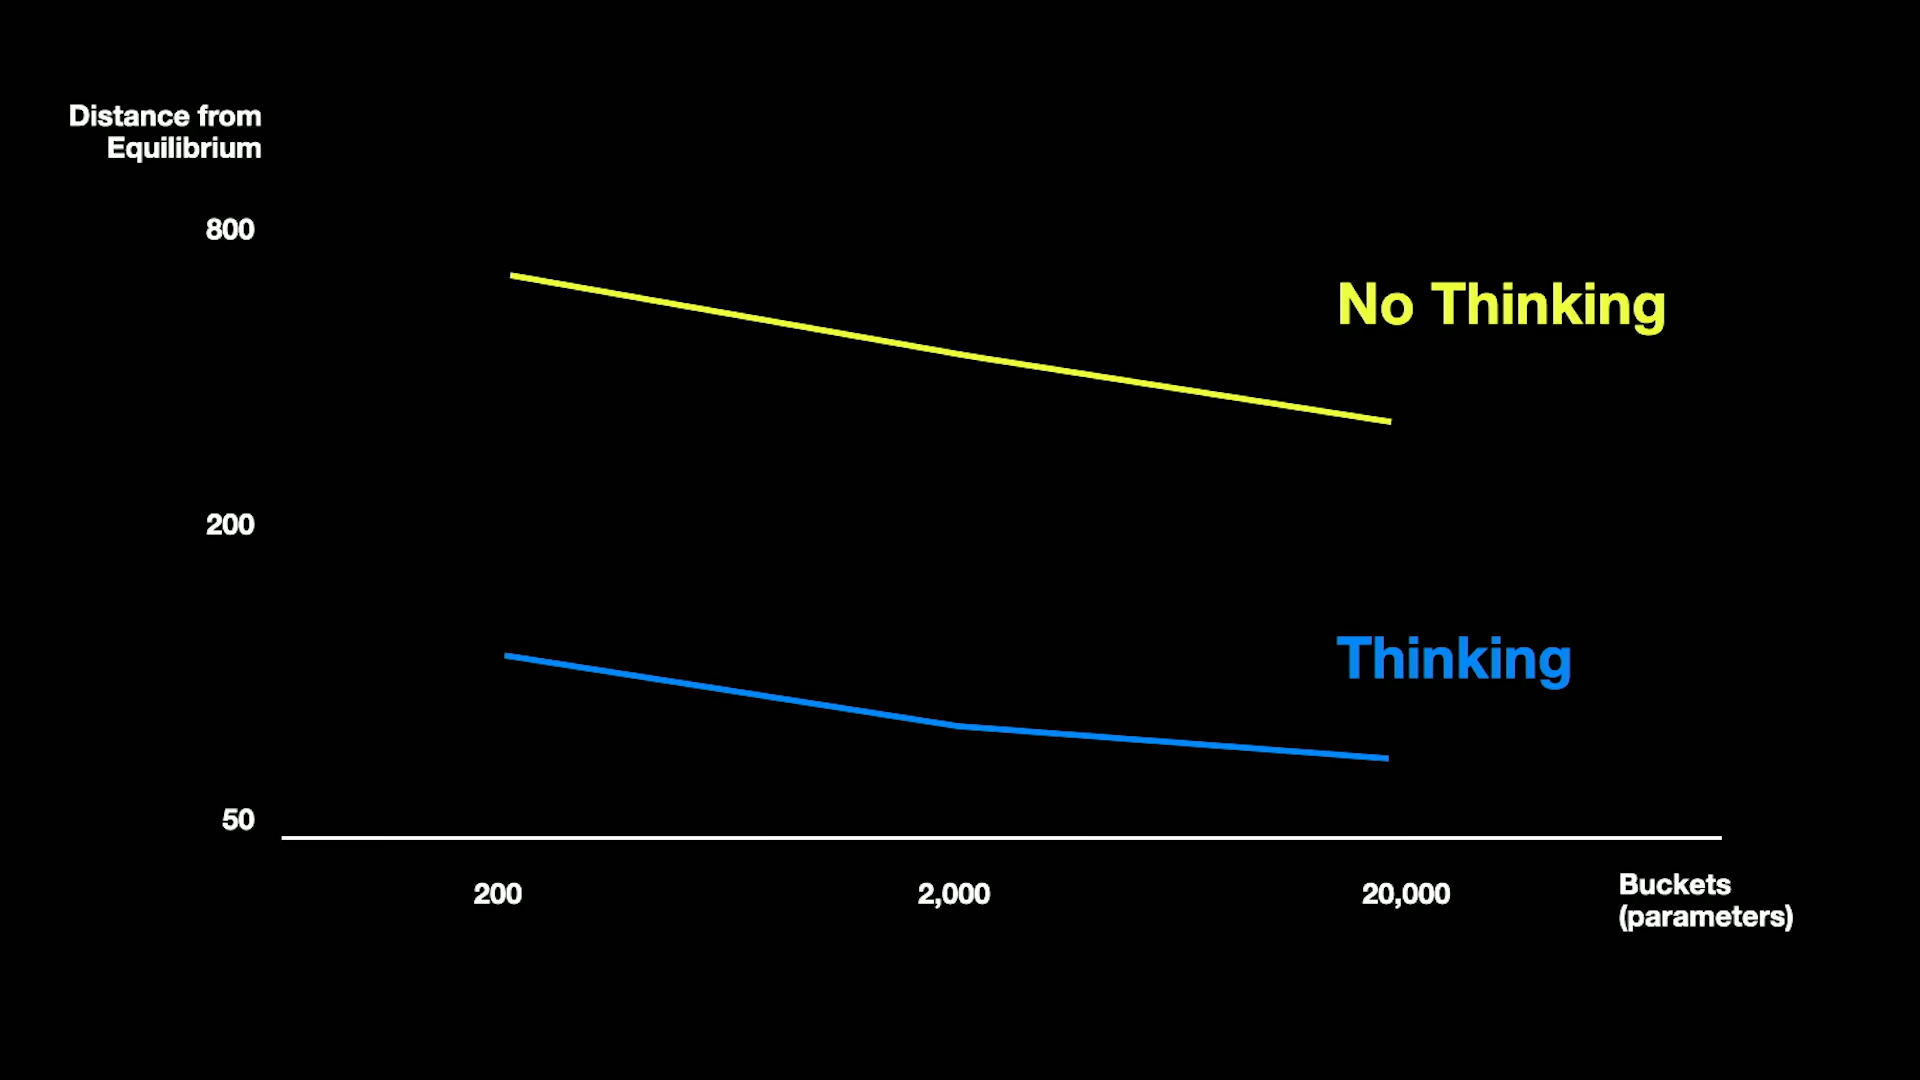 Distance from
Equilibrium
800
No Thinking
200
Thinking
50
200
2,000
20,000
Buckets
(parameters)